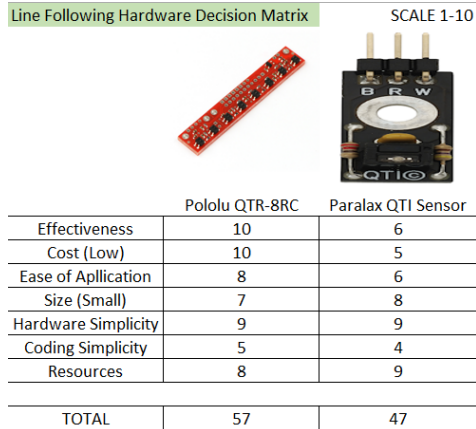 Line Following Hardware Decision Matrix SCALE 1-10
B R W
QTI©
Pololu QTR-8RC Paralax QTI Sensor
Effectiveness 10 6
Cost (Low) 10 5
Ease of Apllication 8 6
Size (Small) 7 8
Hardware Simplicity 9 9
Coding Simplicity 5 4
Resources 8 9
TOTAL 57 47